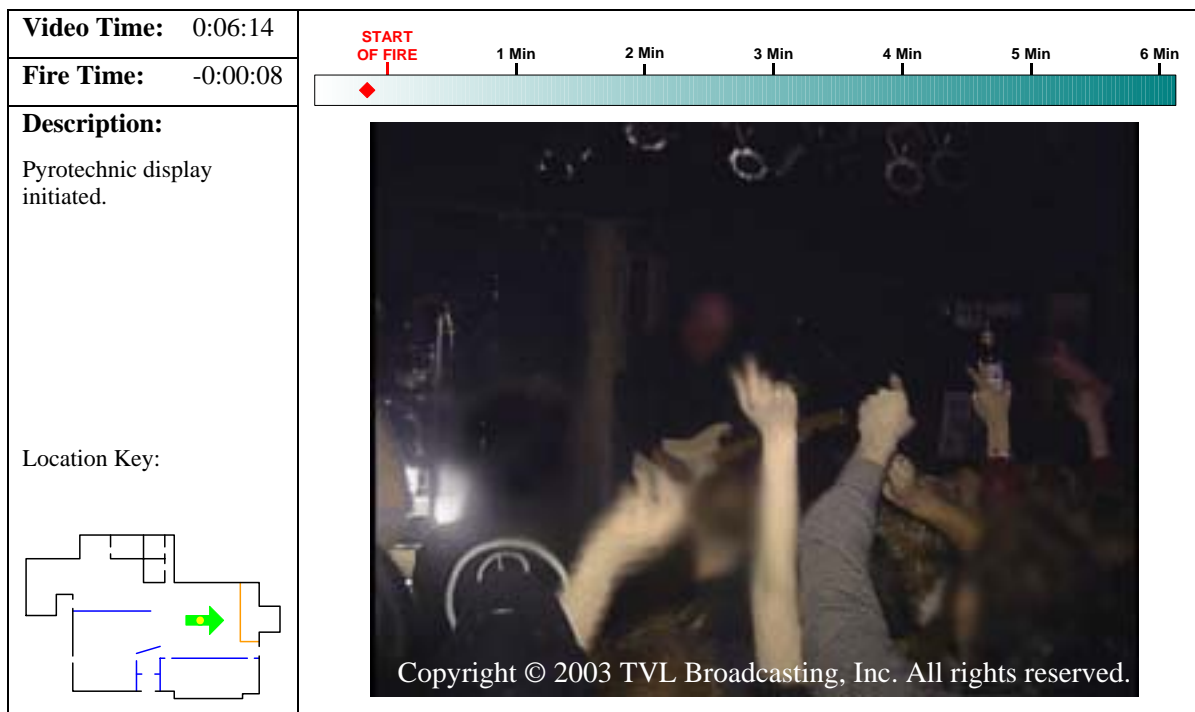 Video Time: 0:06:14
Fire Time: -0:00:08
START
OF FIRE
1 Min 2 Min 3 Min 4 Min 5 Min 6 Min
Description:
Pyrotechnic display
initiated.
Location Key:
Copyright © 2003 TVL Broadcasting, Inc. All rights reserved.